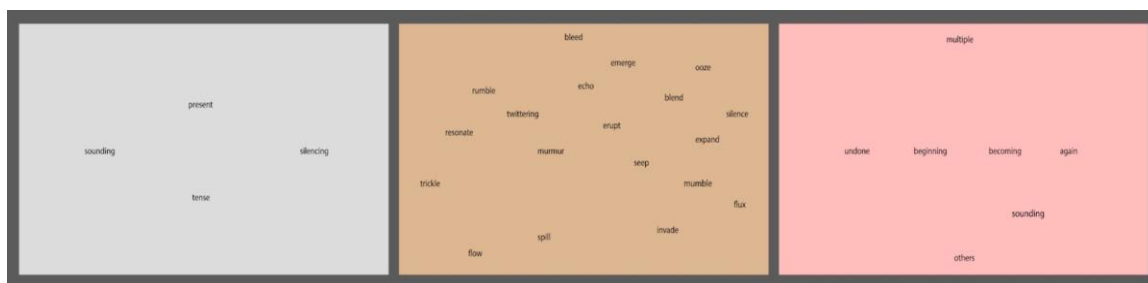 present
sounding silencing
tense
bleed
emerge
ooze
echo
rumble
blend
twittering silence
erupt
resonate
expand
murmur
seep
trickle mumble
flux
invade
spill
flow
multiple
undone beginning becoming again
sounding
others